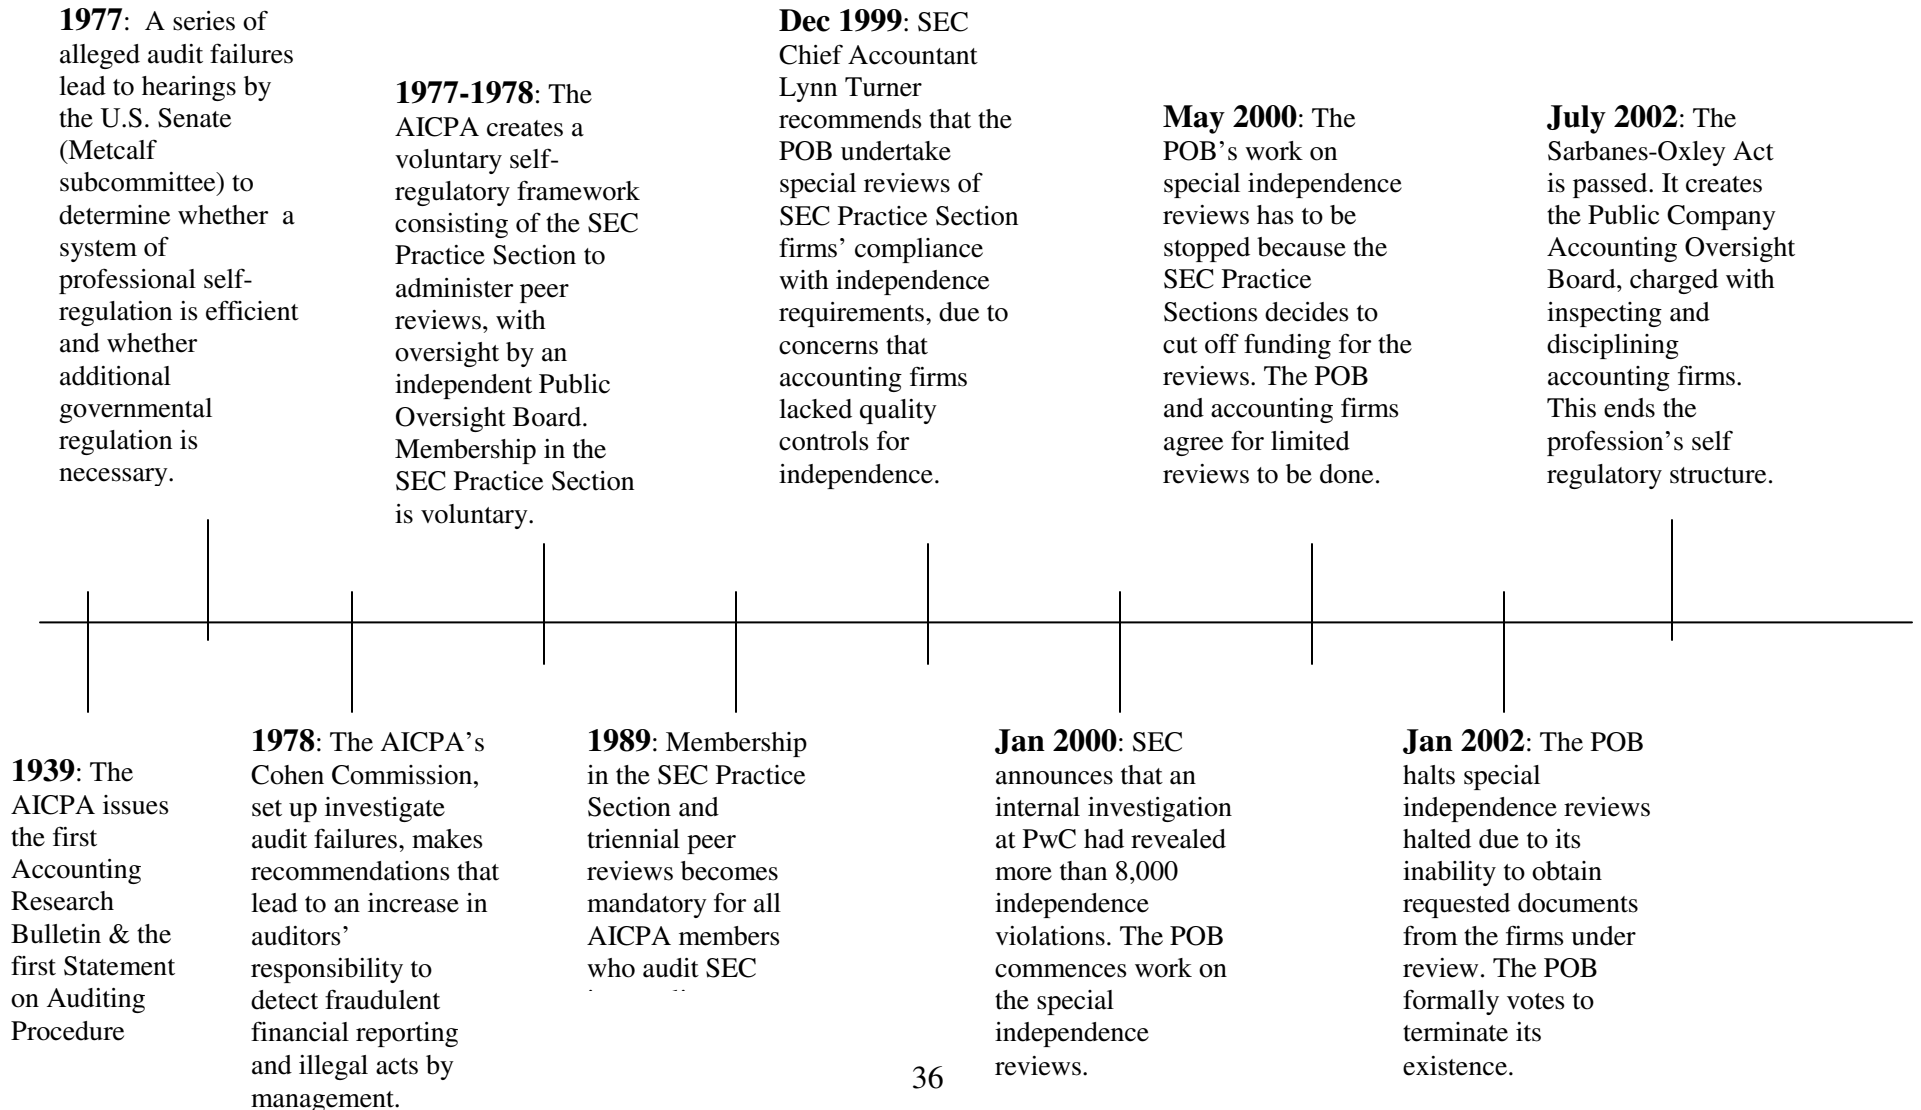 1977:  A series of
alleged audit failures
lead to hearings by
the U.S. Senate
(Metcalf
subcommittee) to
determine whether  a
system of
professional self-
regulation is efficient
and whether
additional
governmental
regulation is
necessary.
1977-1978: The
AICPA creates a
voluntary self-
regulatory framework
consisting of the SEC
Practice Section to
administer peer
reviews, with
oversight by an
independent Public
Oversight Board.
Membership in the
SEC Practice Section
is voluntary.
Dec 1999: SEC
Chief Accountant
Lynn Turner
recommends that the
POB undertake
special reviews of
SEC Practice Section
firms’ compliance
with independence
requirements, due to
concerns that
accounting firms
lacked quality
controls for
independence.
May 2000: The
POB’s work on
special independence
reviews has to be
stopped because the
SEC Practice
Sections decides to
cut off funding for the
reviews. The POB
and accounting firms
agree for limited
reviews to be done.
July 2002: The
Sarbanes-Oxley Act
is passed. It creates
the Public Company
Accounting Oversight
Board, charged with
inspecting and
disciplining
accounting firms.
This ends the
profession’s self
regulatory structure.
1939: The
AICPA issues
the first
Accounting
Research
Bulletin & the
first Statement
on Auditing
Procedure
1978: The AICPA’s
Cohen Commission,
set up investigate
audit failures, makes
recommendations that
lead to an increase in
auditors’
responsibility to
detect fraudulent
financial reporting
and illegal acts by
management.
1989: Membership
in the SEC Practice
Section and
triennial peer
reviews becomes
mandatory for all
AICPA members
who audit SEC
Jan 2000: SEC
announces that an
internal investigation
at PwC had revealed
more than 8,000
independence
violations. The POB
commences work on
the special
independence
reviews.
Jan 2002: The POB
halts special
independence reviews
halted due to its
inability to obtain
requested documents
from the firms under
review. The POB
formally votes to
terminate its
existence.
36